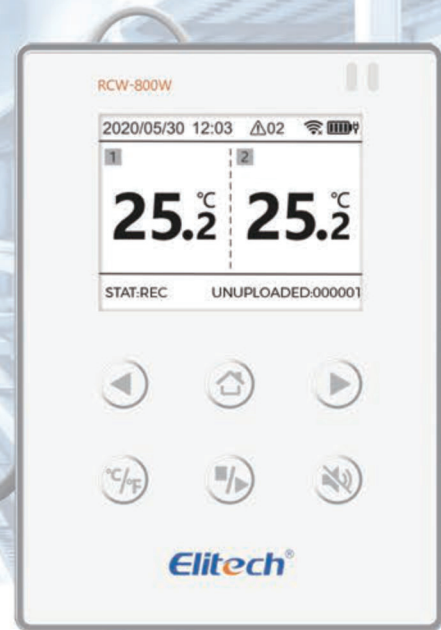 RCW-800W
2020/05/30 12:03 ⚠02
1 2
25.2℃ 25.2℃
STAT:REC UNUPLOADED:000001
℃/℉
Elitech®